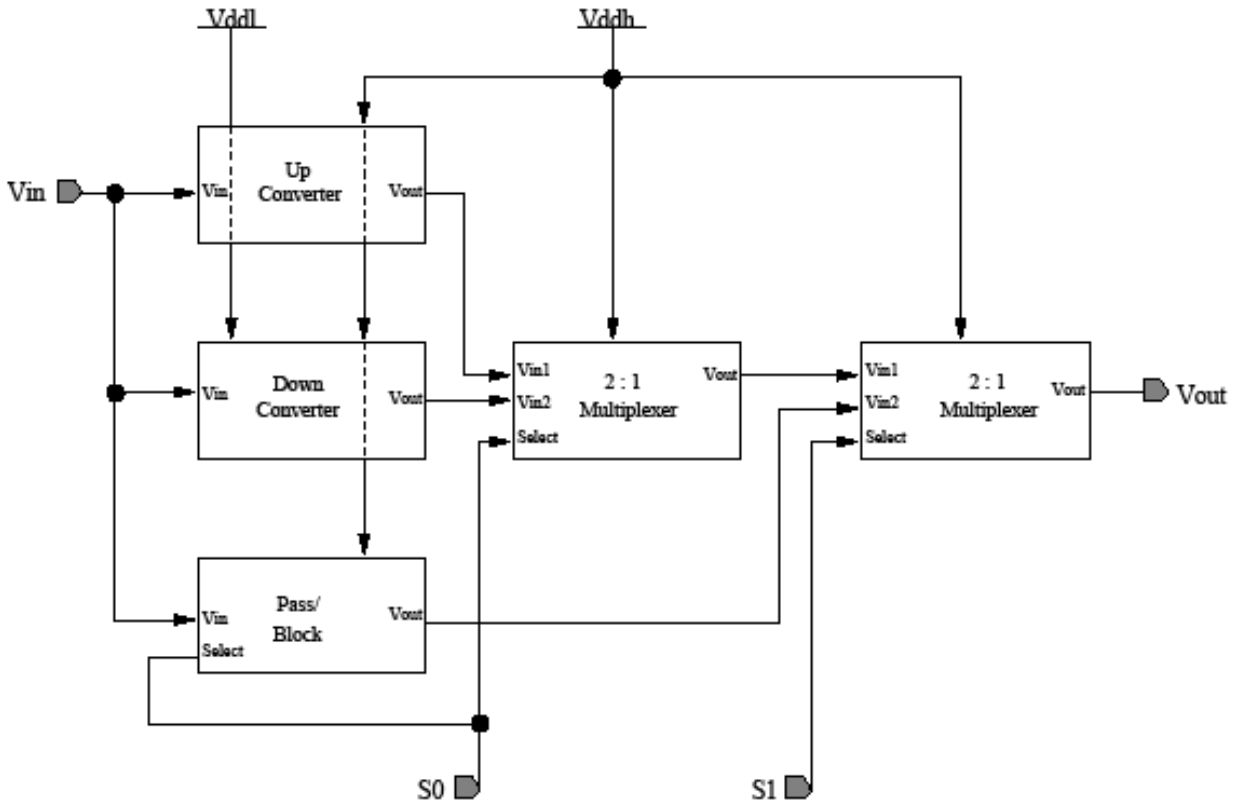 Vddl
Vddh
Vin
Vin
Up
Converter
Vout
Vin
Down
Converter
Vout
Vin1
Vin2
Select
2 : 1
Multiplexer
Vout
Vin1
Vin2
Select
2 : 1
Multiplexer
Vout
Vout
Vin
Select
Pass/
Block
Vout
S0
S1